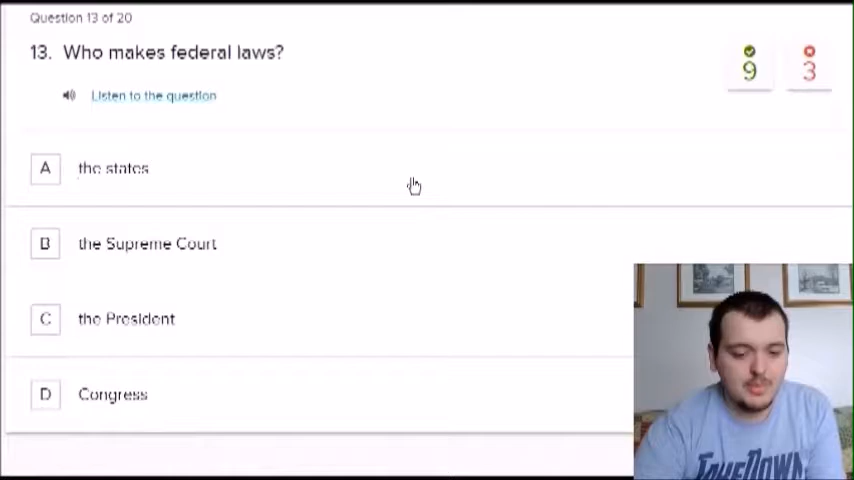 Question 13 of 20
13. Who makes federal laws?
9
3
Listen to the question
A the states
B the Supreme Court
C the President
D Congress
TAKEDOWN